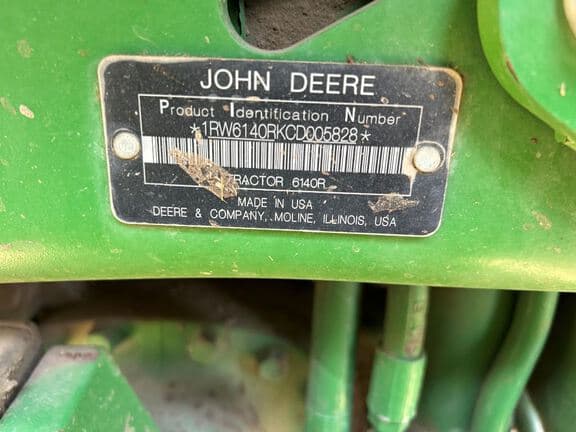 JOHN DEERE
Product Identification Number
*1RW6140RKCD005828*
TRACTOR 6140R
MADE IN USA
DEERE & COMPANY, MOLINE, ILLINOIS, USA